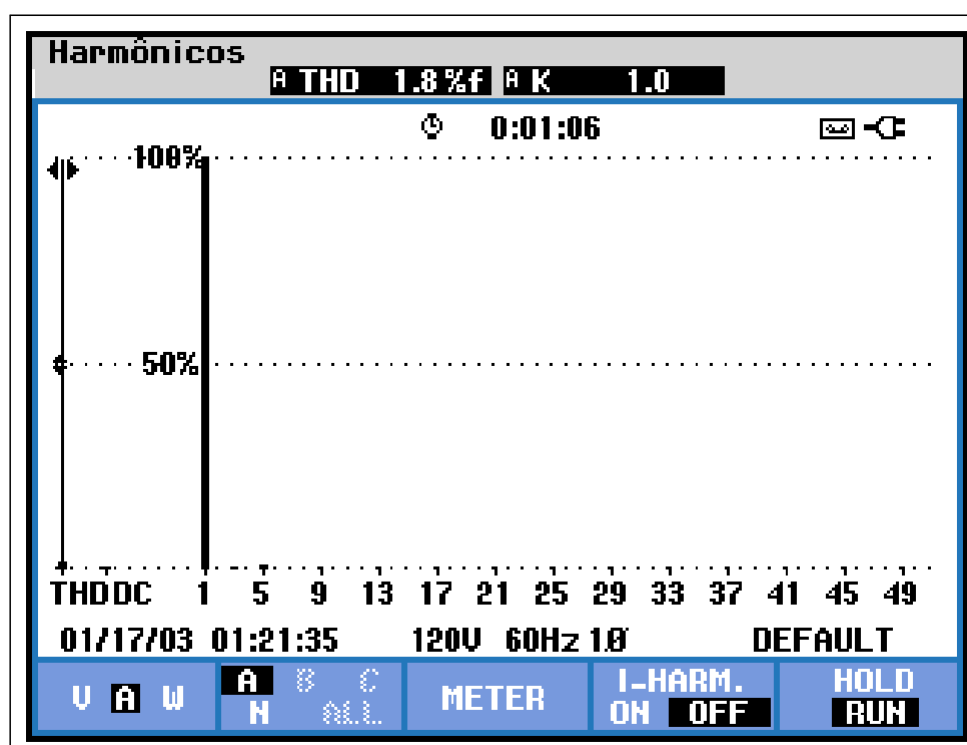 Harmônicos
A THD 1.8%f A K 1.0
0:01:06
100%
50%
THD DC 1 5 9 13 17 21 25 29 33 37 41 45 49
01/17/03 01:21:35 120V 60Hz 1Ø DEFAULT
V A W
A B C
N ALL
METER
I-HARM.
ON OFF
HOLD
RUN